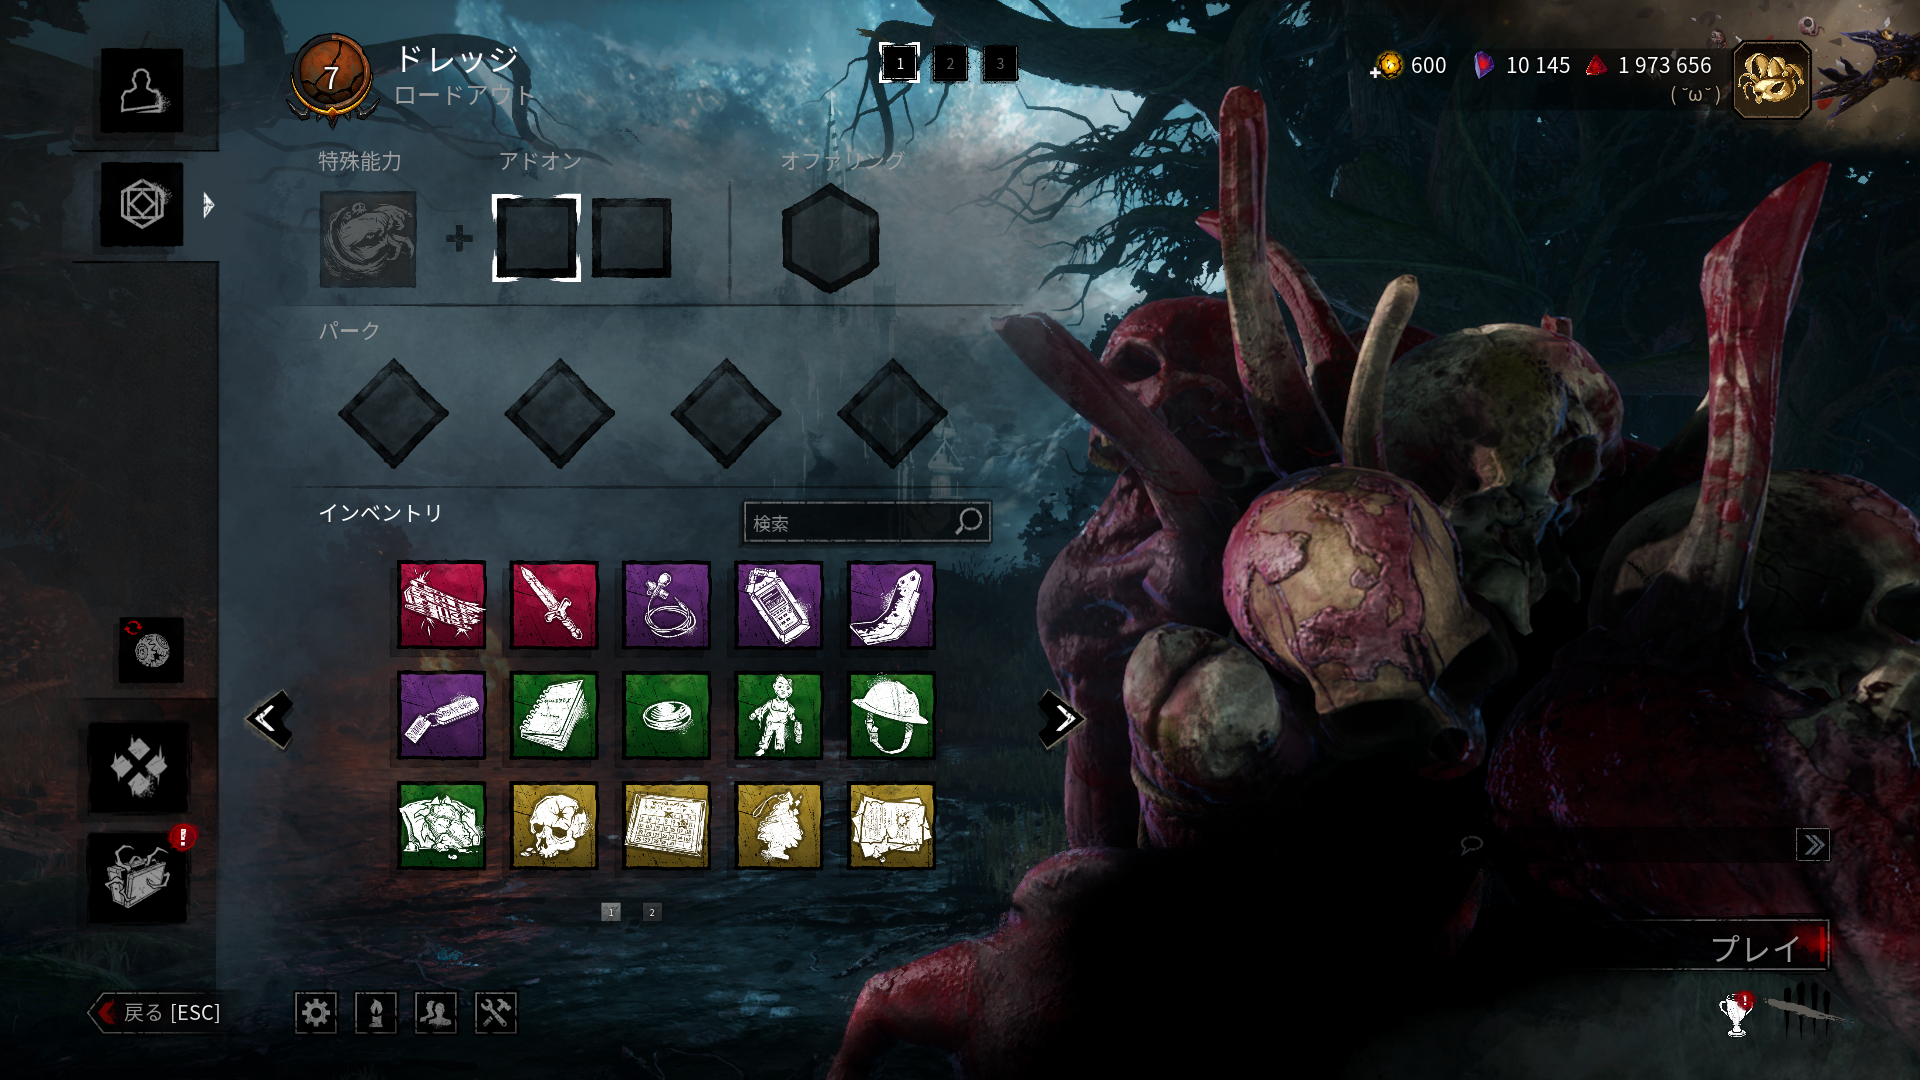 7
ドレッジ
ロードアウト
1 2 3
600 10 145 1 973 656
( ˘ω˘ )
特殊能力 アドオン オファリング
パーク
インベントリ
検索
1 2
プレイ
戻る [ESC]